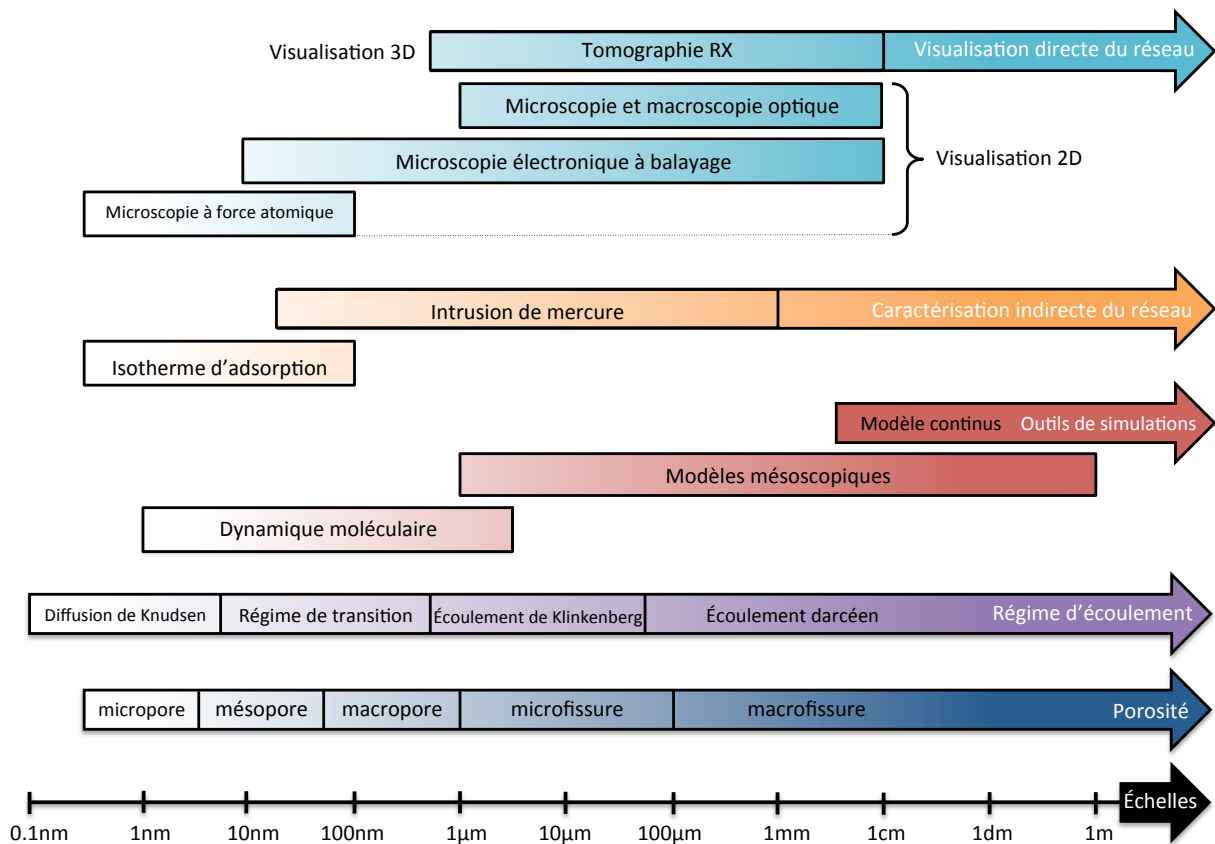 Visualisation 3D
Tomographie RX
Visualisation directe du réseau
Microscopie et macroscopie optique
Microscopie électronique à balayage
Visualisation 2D
Microscopie à force atomique
Intrusion de mercure
Caractérisation indirecte du réseau
Isotherme d'adsorption
Modèle continus
Outils de simulations
Modèles mésoscopiques
Dynamique moléculaire
Diffusion de Knudsen
Régime de transition
Écoulement de Klinkenberg
Écoulement darcéen
Régime d'écoulement
micropore
mésopore
macropore
microfissure
macrofissure
Porosité
Échelles
0.1nm
1nm
10nm
100nm
1μm
10μm
100μm
1mm
1cm
1dm
1m